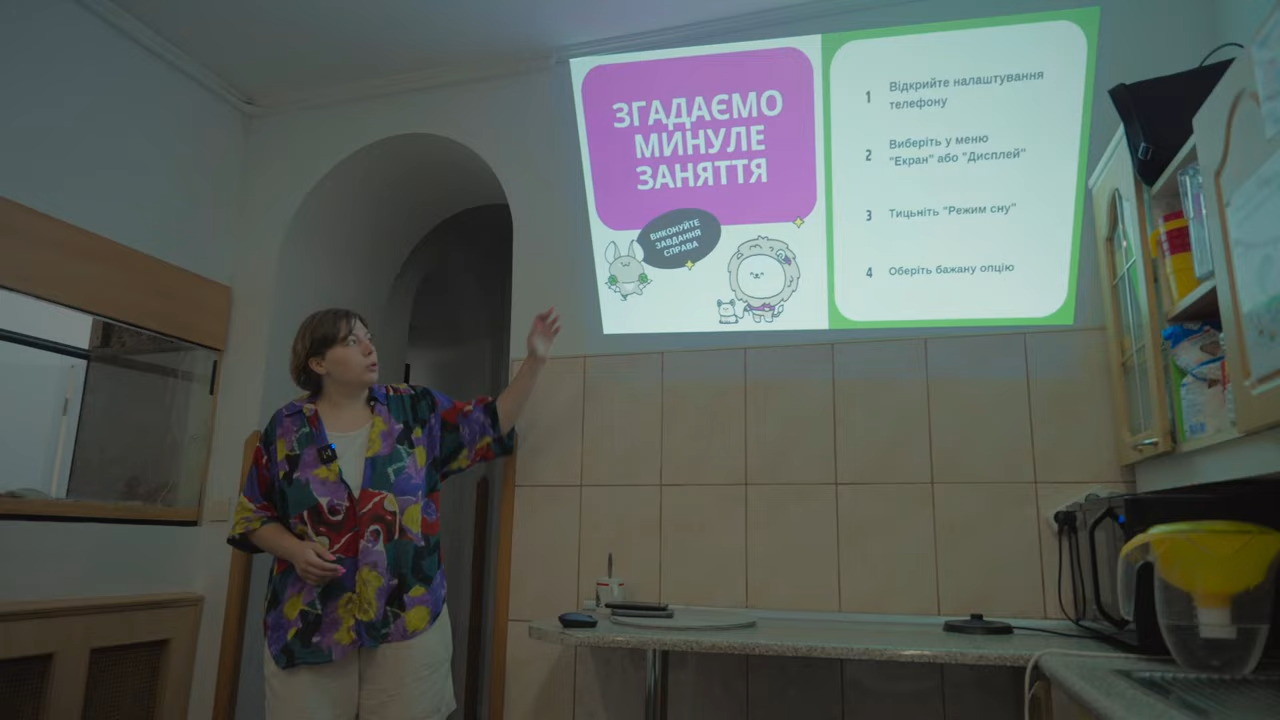 ЗГАДАЄМО
МИНУЛЕ
ЗАНЯТТЯ
ВИКОНУЙТЕ
ЗАВДАННЯ
СПРАВА
1 Відкрийте налаштування
телефону
2 Виберіть у меню
"Екран" або "Дисплей"
3 Тицьніть "Режим сну"
4 Оберіть бажану опцію